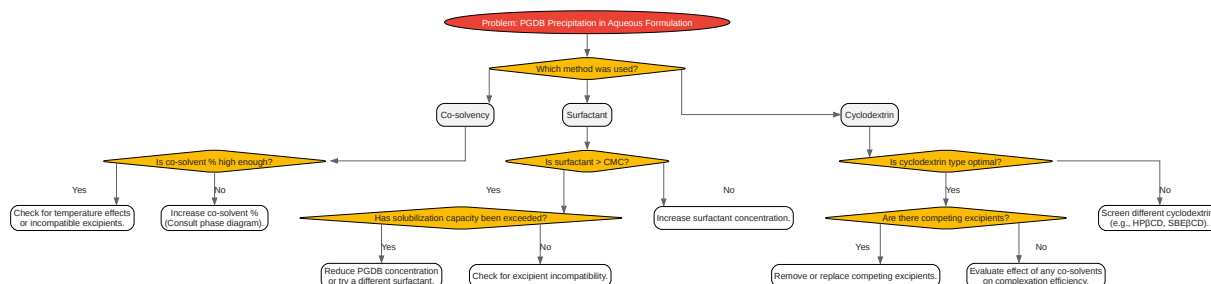 Problem: PGDB Precipitation in Aqueous Formulation
Which method was used?
Co-solvency
Surfactant
Cyclodextrin
Is co-solvent % high enough?
Is surfactant > CMC?
Is cyclodextrin type optimal?
Yes
No
Yes
No
Yes
No
Check for temperature effects
or incompatible excipients.
Increase co-solvent %
(Consult phase diagram).
Has solubilization capacity been exceeded?
Increase surfactant concentration.
Are there competing excipients?
Screen different cyclodextrin
(e.g., HPβCD, SBEβCD).
Yes
No
Yes
No
Reduce PGDB concentration
or try a different surfactant.
Check for excipient incompatibility.
Remove or replace competing excipients.
Evaluate effect of any co-solvents
on complexation efficiency.